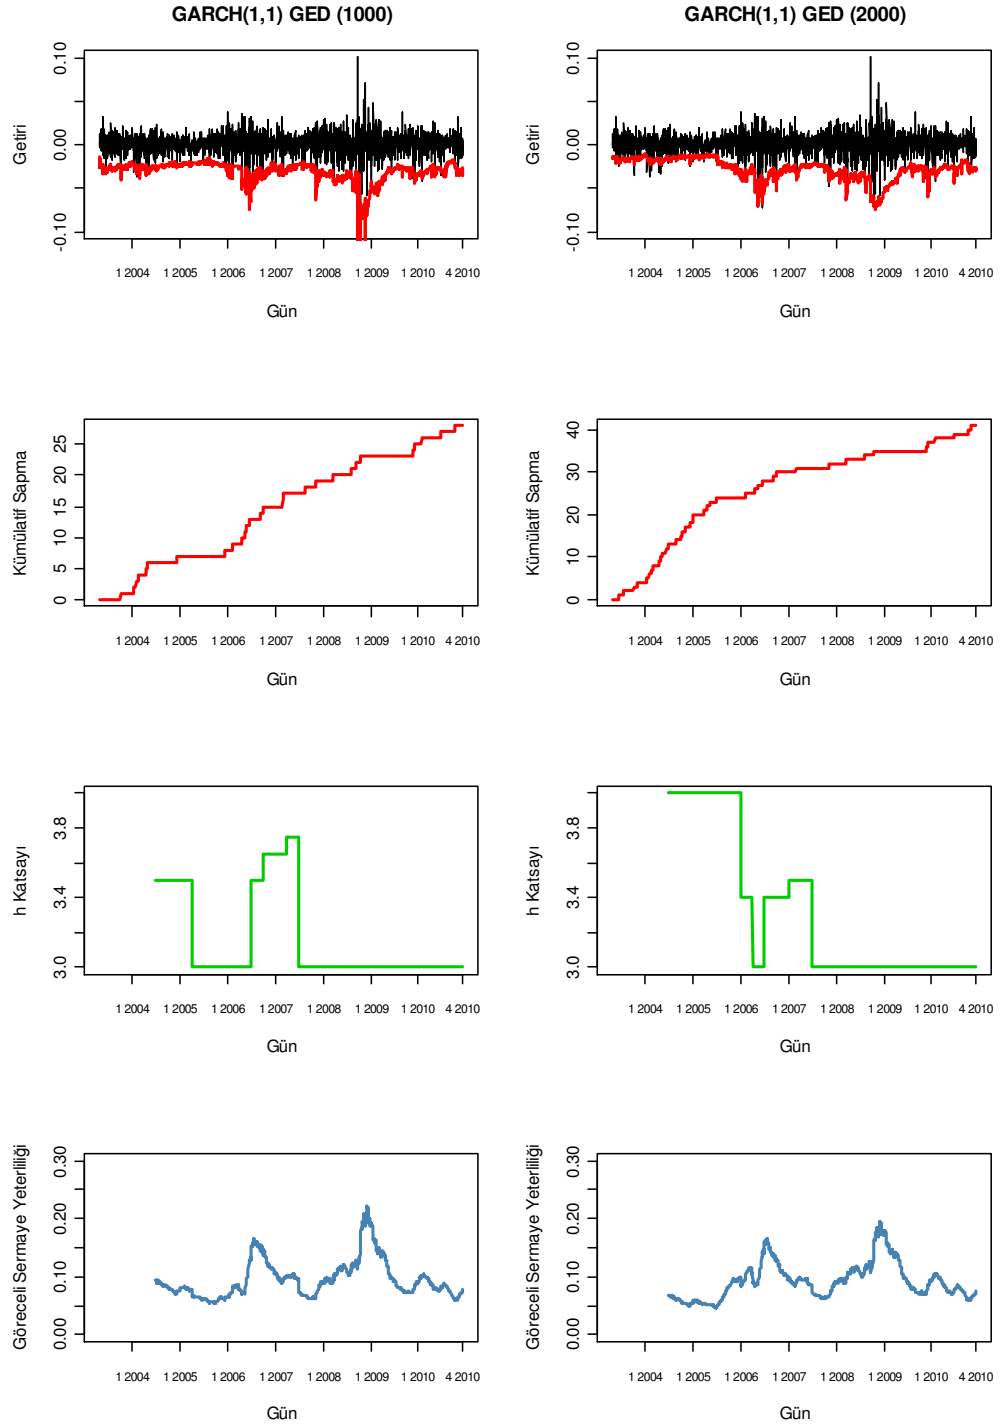 GARCH(1,1) GED (1000)
Getiri
0.10
0.00
-0.10
1 2004 1 2005 1 2006 1 2007 1 2008 1 2009 1 2010 4 2010
Gün
GARCH(1,1) GED (2000)
Getiri
0.10
0.00
-0.10
1 2004 1 2005 1 2006 1 2007 1 2008 1 2009 1 2010 4 2010
Gün
Kümülatif Sapma
25
20
15
10
5
0
1 2004 1 2005 1 2006 1 2007 1 2008 1 2009 1 2010 4 2010
Gün
Kümülatif Sapma
40
30
20
10
0
1 2004 1 2005 1 2006 1 2007 1 2008 1 2009 1 2010 4 2010
Gün
h Katsayı
3.8
3.4
3.0
1 2004 1 2005 1 2006 1 2007 1 2008 1 2009 1 2010 4 2010
Gün
h Katsayı
3.8
3.4
3.0
1 2004 1 2005 1 2006 1 2007 1 2008 1 2009 1 2010 4 2010
Gün
Göreceli Sermaye Yeterliliği
0.30
0.20
0.10
0.00
1 2004 1 2005 1 2006 1 2007 1 2008 1 2009 1 2010 4 2010
Gün
Göreceli Sermaye Yeterliliği
0.30
0.20
0.10
0.00
1 2004 1 2005 1 2006 1 2007 1 2008 1 2009 1 2010 4 2010
Gün